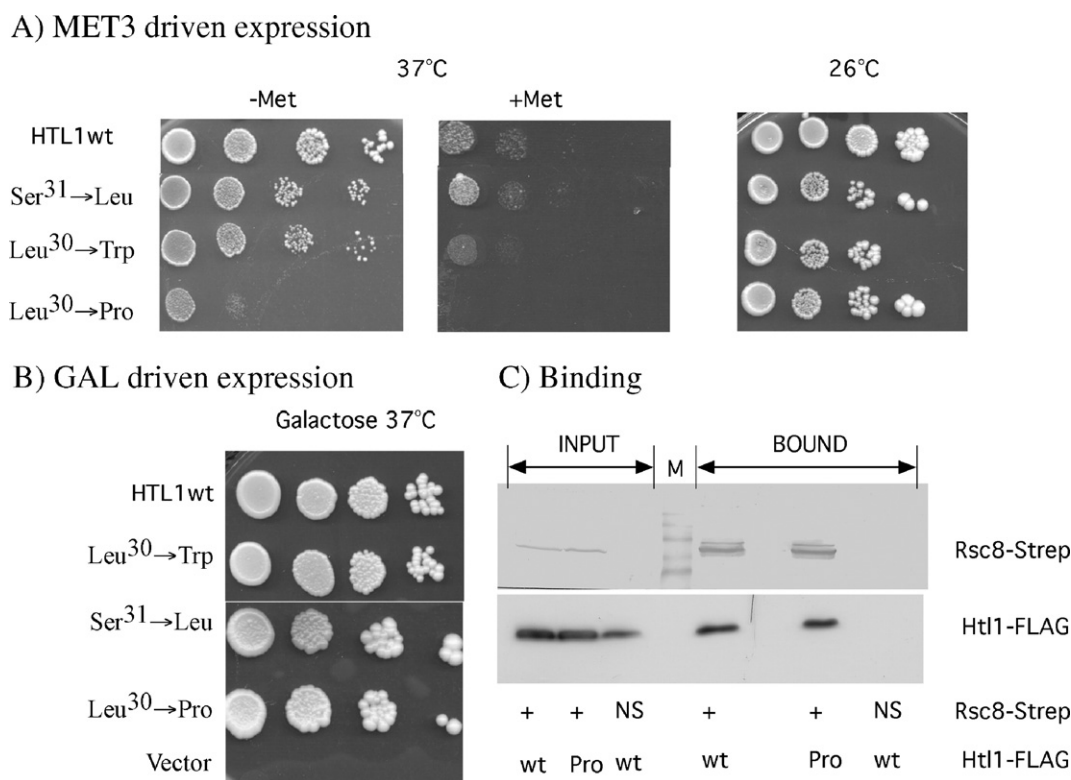 A) MET3 driven expression
37°C
26°C
-Met
+Met
HTL1wt
Ser31→Leu
Leu30→Trp
Leu30→Pro
B) GAL driven expression
Galactose 37°C
HTL1wt
Leu30→Trp
Ser31→Leu
Leu30→Pro
Vector
C) Binding
INPUT M BOUND
Rsc8-Strep
Htl1-FLAG
+ + NS + + NS Rsc8-Strep
wt Pro wt wt Pro wt Htl1-FLAG